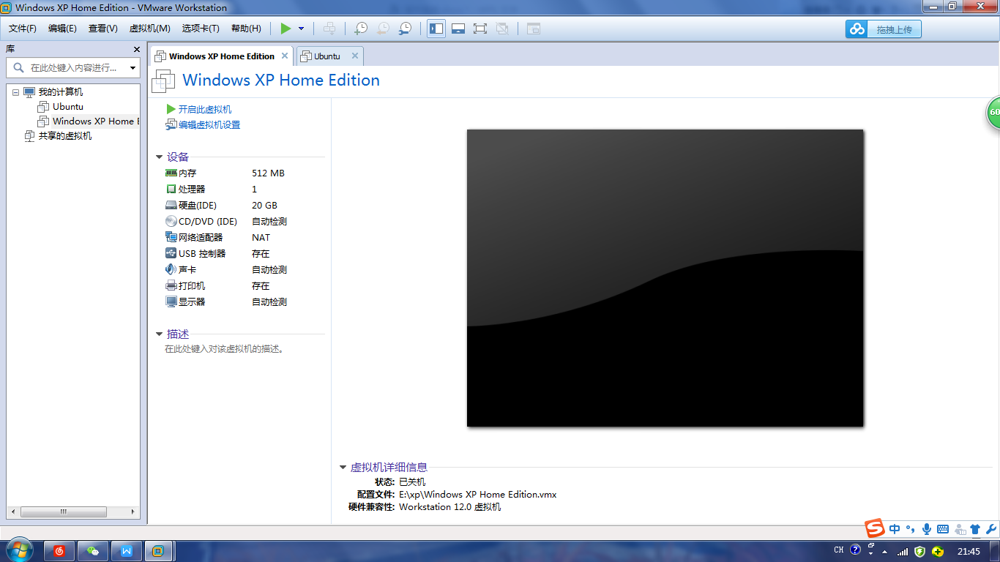 Windows XP Home Edition - VMware Workstation
文件(F) 编辑(E) 查看(V) 虚拟机(M) 选项卡(T) 帮助(H)
拖拽上传
库
在此处键入内容进行...
我的计算机
Ubuntu
Windows XP Home E
共享的虚拟机
Windows XP Home Edition
Ubuntu
Windows XP Home Edition
开启此虚拟机
编辑虚拟机设置
设备
内存 512 MB
处理器 1
硬盘(IDE) 20 GB
CD/DVD (IDE) 自动检测
网络适配器 NAT
USB 控制器 存在
声卡 自动检测
打印机 存在
显示器 自动检测
描述
在此处键入对该虚拟机的描述。
60
虚拟机详细信息
状态: 已关机
配置文件: E:\xp\Windows XP Home Edition.vmx
硬件兼容性: Workstation 12.0 虚拟机
S 中
W
CH
21:45